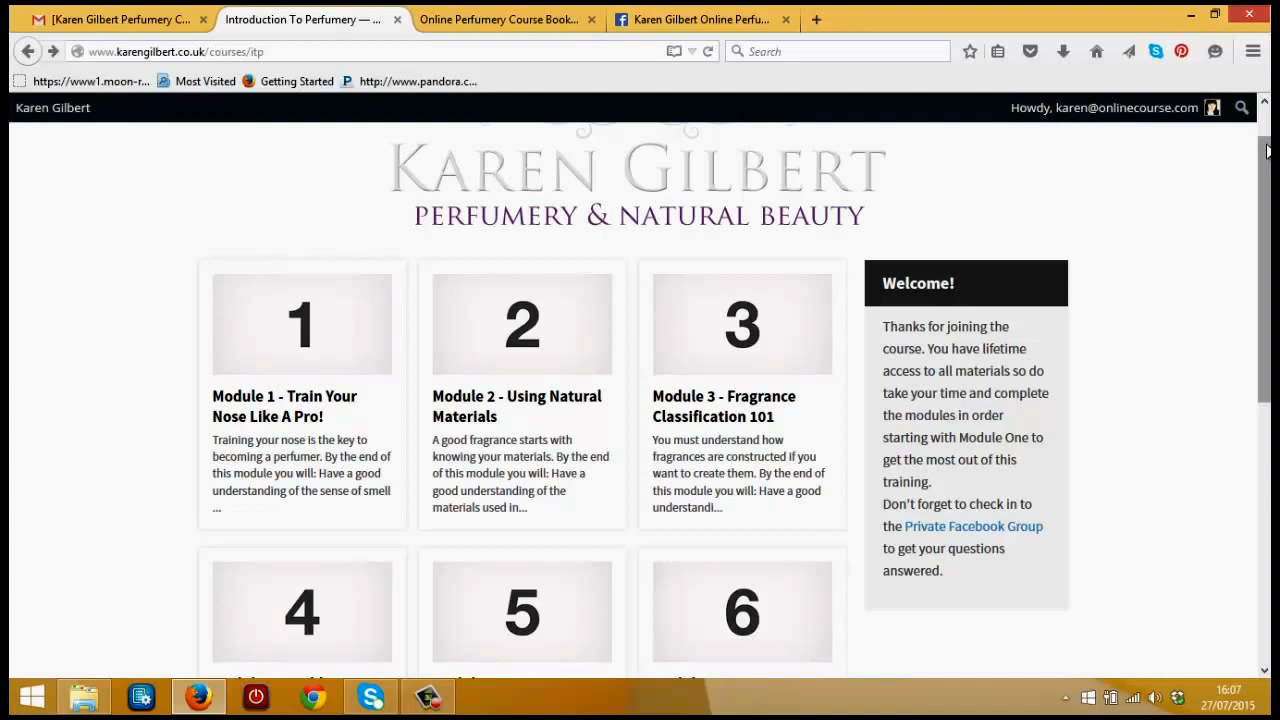 [Karen Gilbert Perfumery C...
Introduction To Perfumery — ...
Online Perfumery Course Book...
Karen Gilbert Online Perfu...
www.karengilbert.co.uk/courses/itp
Search
https://www1.moon-r...
Most Visited
Getting Started
http://www.pandora.c...
Karen Gilbert
Howdy, karen@onlinecourse.com
KAREN GILBERT
PERFUMERY & NATURAL BEAUTY
1
Module 1 - Train Your
Nose Like A Pro!
Training your nose is the key to
becoming a perfumer. By the end of
this module you will: Have a good
understanding of the sense of smell
...
2
Module 2 - Using Natural
Materials
A good fragrance starts with
knowing your materials. By the end
of this module you will: Have a
good understanding of the
materials used in...
3
Module 3 - Fragrance
Classification 101
You must understand how
fragrances are constructed if you
want to create them. By the end
of this module you will: Have a good
understandi...
Welcome!
Thanks for joining the
course. You have lifetime
access to all materials so do
take your time and complete
the modules in order
starting with Module One to
get the most out of this
training.
Don't forget to check in to
the Private Facebook Group
to get your questions
answered.
4
5
6
16:07
27/07/2015